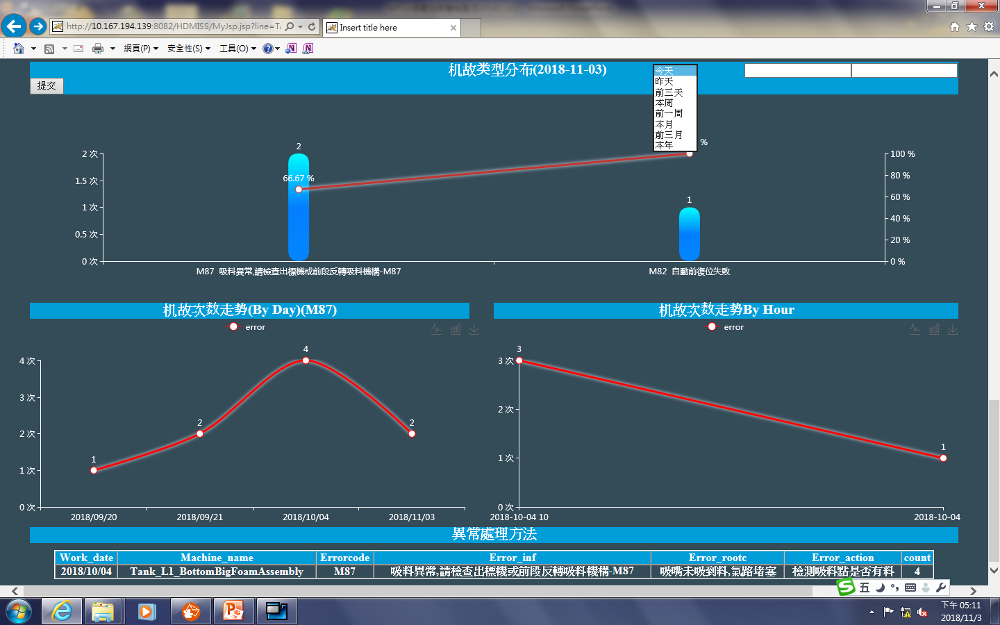 http://10.167.194.139:8082/HDMISS/MyJsp.jsp?line=T
Insert title here
網頁(P) 安全性(S) 工具(O)
机故类型分布(2018-11-03)
提交
今天
昨天
前三天
本周
前一周
本月
前三月
本年
2 次
1.5 次
1 次
0.5 次
0 次
2
66.67 %
%
1
100 %
80 %
60 %
40 %
20 %
0 %
M87 吸料異常,請檢查出標機或前段反轉吸料機構-M87
M82 自動前復位失敗
机故次数走势(By Day)(M87)
error
4 次
3 次
2 次
1 次
0 次
1
2
4
2
2018/09/20
2018/09/21
2018/10/04
2018/11/03
机故次数走势By Hour
error
3 次
2 次
1 次
0 次
3
1
2018-10-04 10
2018-10-04
異常處理方法
Work_date Machine_name Errorcode Error_inf Error_rootc Error_action count
2018/10/04 Tank_L1_BottomBigFoamAssembly M87 吸料異常,請檢查出標機或前段反轉吸料機構-M87 吸嘴未吸到料,氣路堵塞 檢測吸料點是否有料 4
五
下午 05:11
2018/11/3